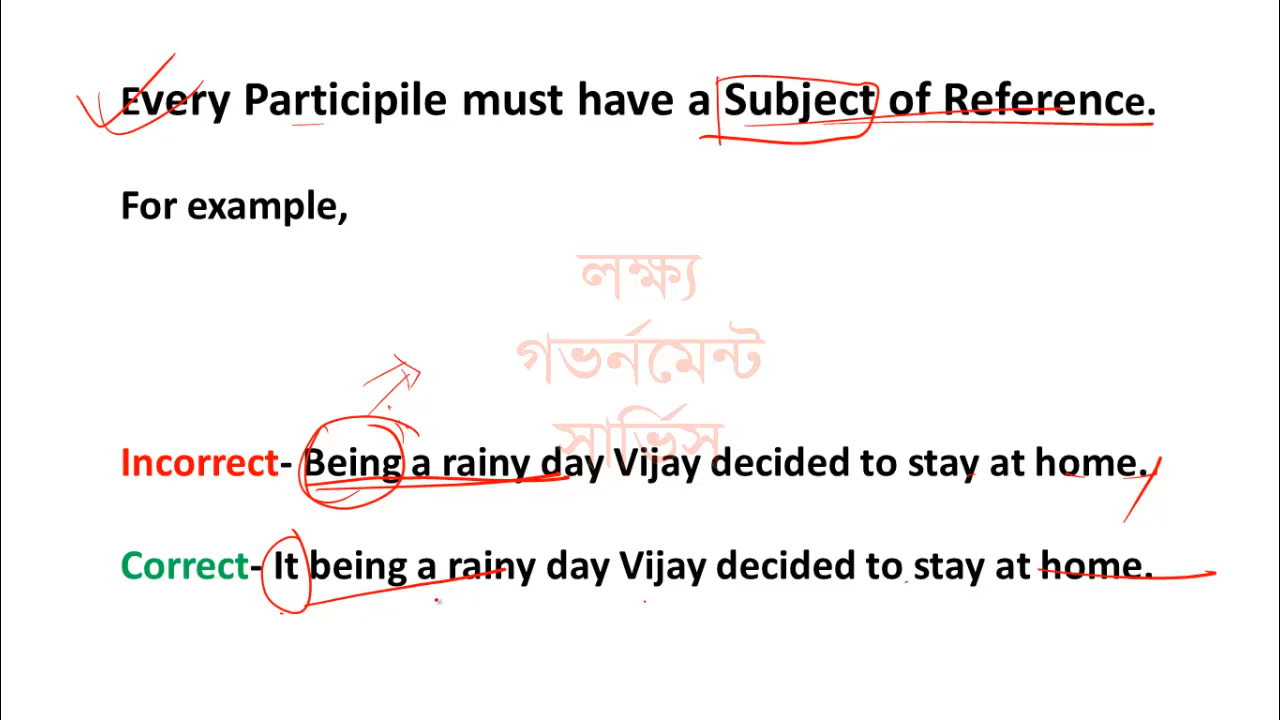 Every Participile must have a Subject of Reference.
For example,
লক্ষ্য
গভর্নমেন্ট
সার্ভিস
Incorrect- Being a rainy day Vijay decided to stay at home.
Correct- It being a rainy day Vijay decided to stay at home.